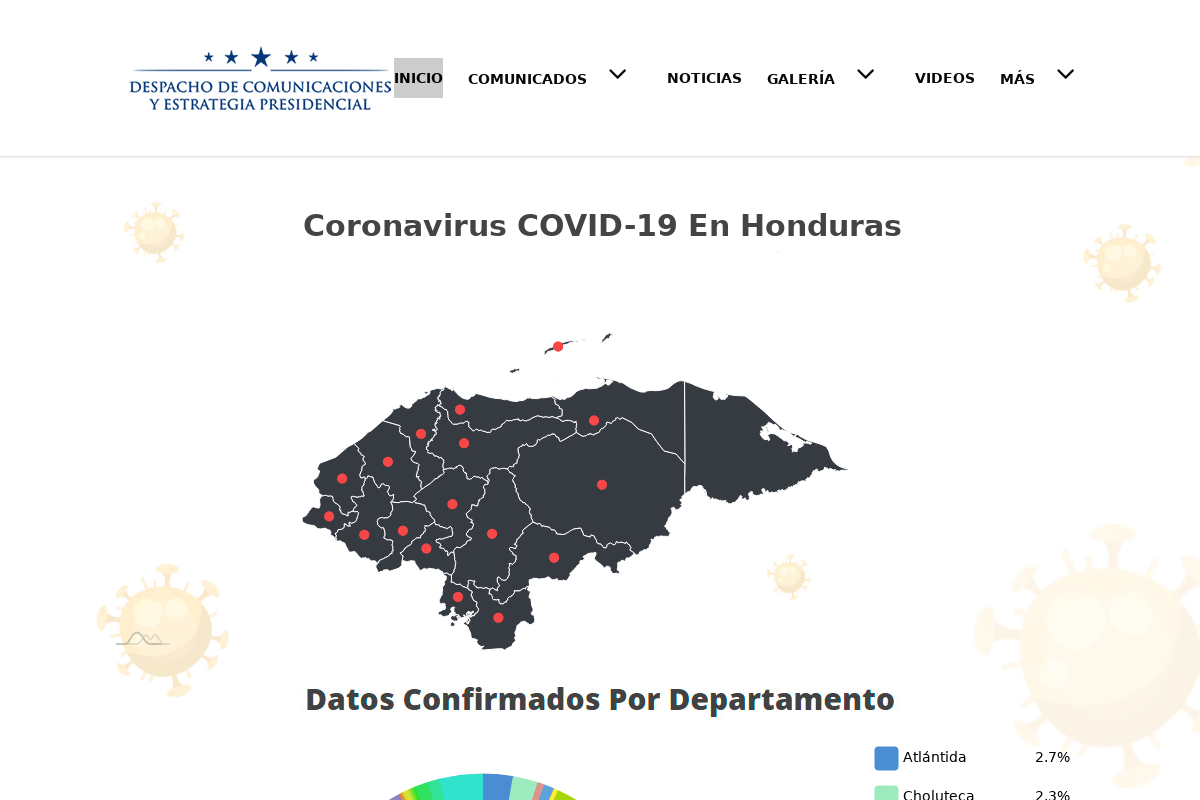 DESPACHO DE COMUNICACIONES
Y ESTRATEGIA PRESIDENCIAL
INICIO
COMUNICADOS
NOTICIAS
GALERÍA
VIDEOS
MÁS
Coronavirus COVID-19 En Honduras
Datos Confirmados Por Departamento
Atlántida 2.7%
Choluteca 2.3%